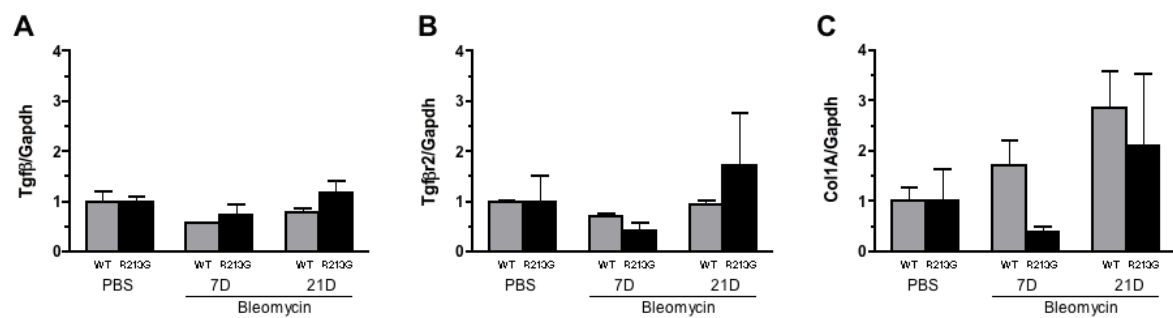 A
Tgfβ/Gapdh
4
3
2
1
0
WT R213G WT R213G WT R213G
PBS 7D 21D
Bleomycin
B
Tgfβr2/Gapdh
4
3
2
1
0
WT R213G WT R213G WT R213G
PBS 7D 21D
Bleomycin
C
Col1A/Gapdh
4
3
2
1
0
WT R213G WT R213G WT R213G
PBS 7D 21D
Bleomycin